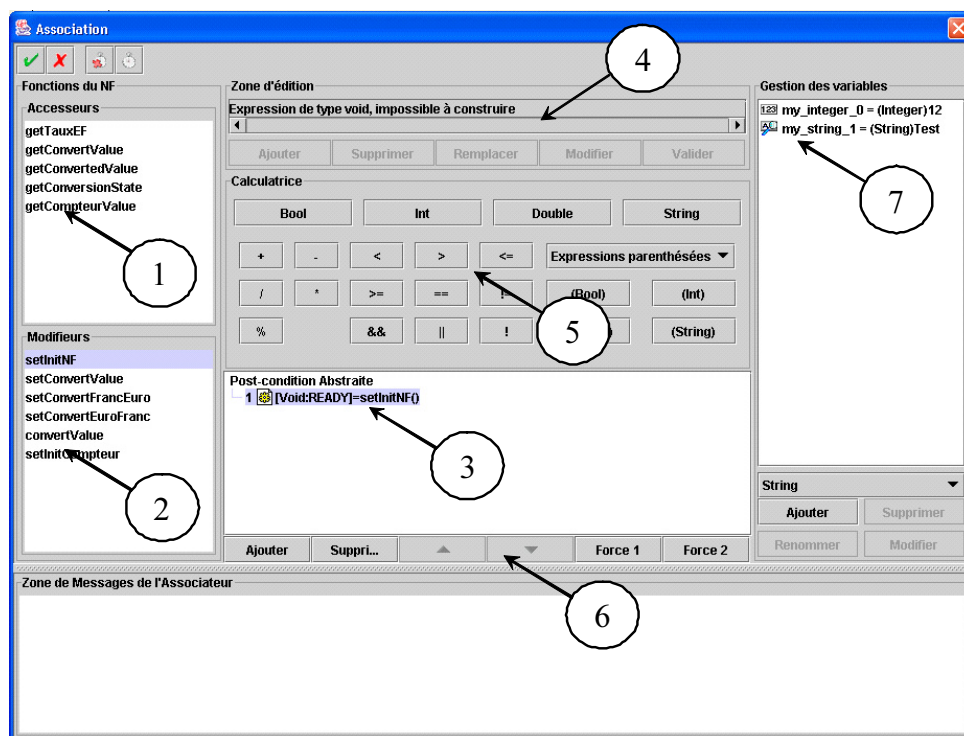 Association
Fonctions du NF
Accesseurs
getTauxEF
getConvertValue
getConvertedValue
getConversionState
getCompteurValue
1
Modifieurs
setInitNF
setConvertValue
setConvertFrancEuro
setConvertEuroFranc
convertValue
setInitCompteur
2
Zone d'édition
Expression de type void, impossible à construire
4
Ajouter Supprimer Remplacer Modifier Valider
Calculatrice
Bool Int Double String
+ - < > <= Expressions parenthésées
/ * >= == != (Bool) (Int)
% && || ! (String)
5
Post-condition Abstraite
1 [Void:READY]=setInitNF()
3
Ajouter Suppri... Force 1 Force 2
6
Gestion des variables
123 my_integer_0 = (Integer)12
my_string_1 = (String)Test
7
String
Ajouter Supprimer
Renommer Modifier
Zone de Messages de l'Associateur